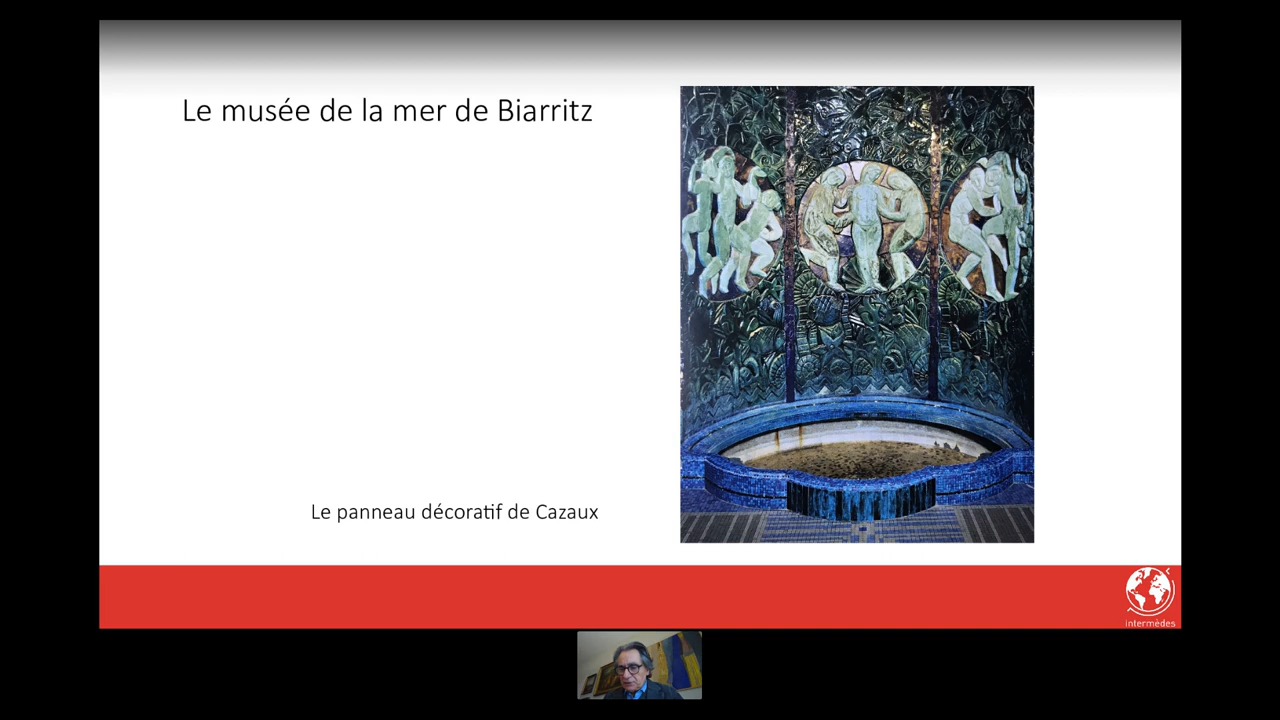 Le musée de la mer de Biarritz
Le panneau décoratif de Cazaux
intermèdes